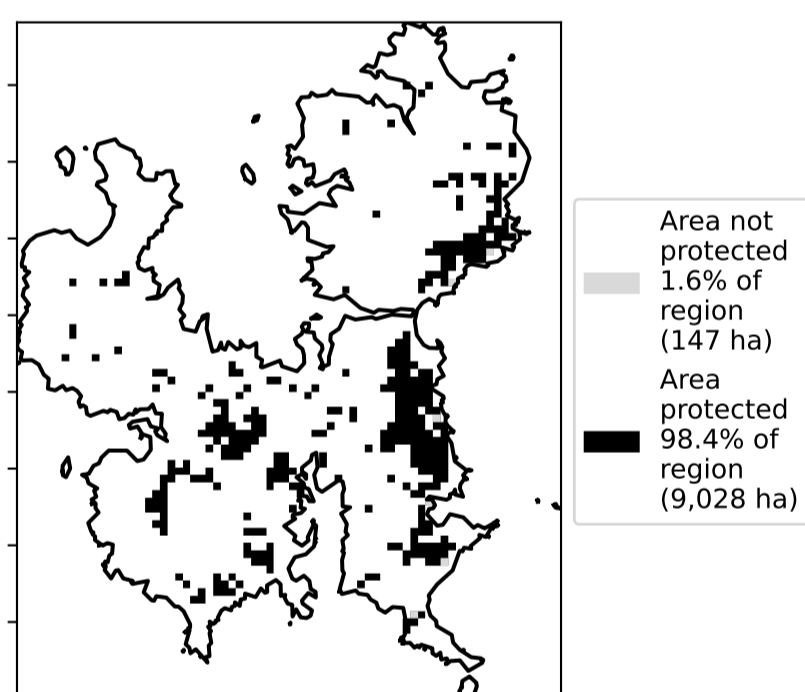 Area not
protected
1.6% of
region
(147 ha)
Area
protected
98.4% of
region
(9,028 ha)